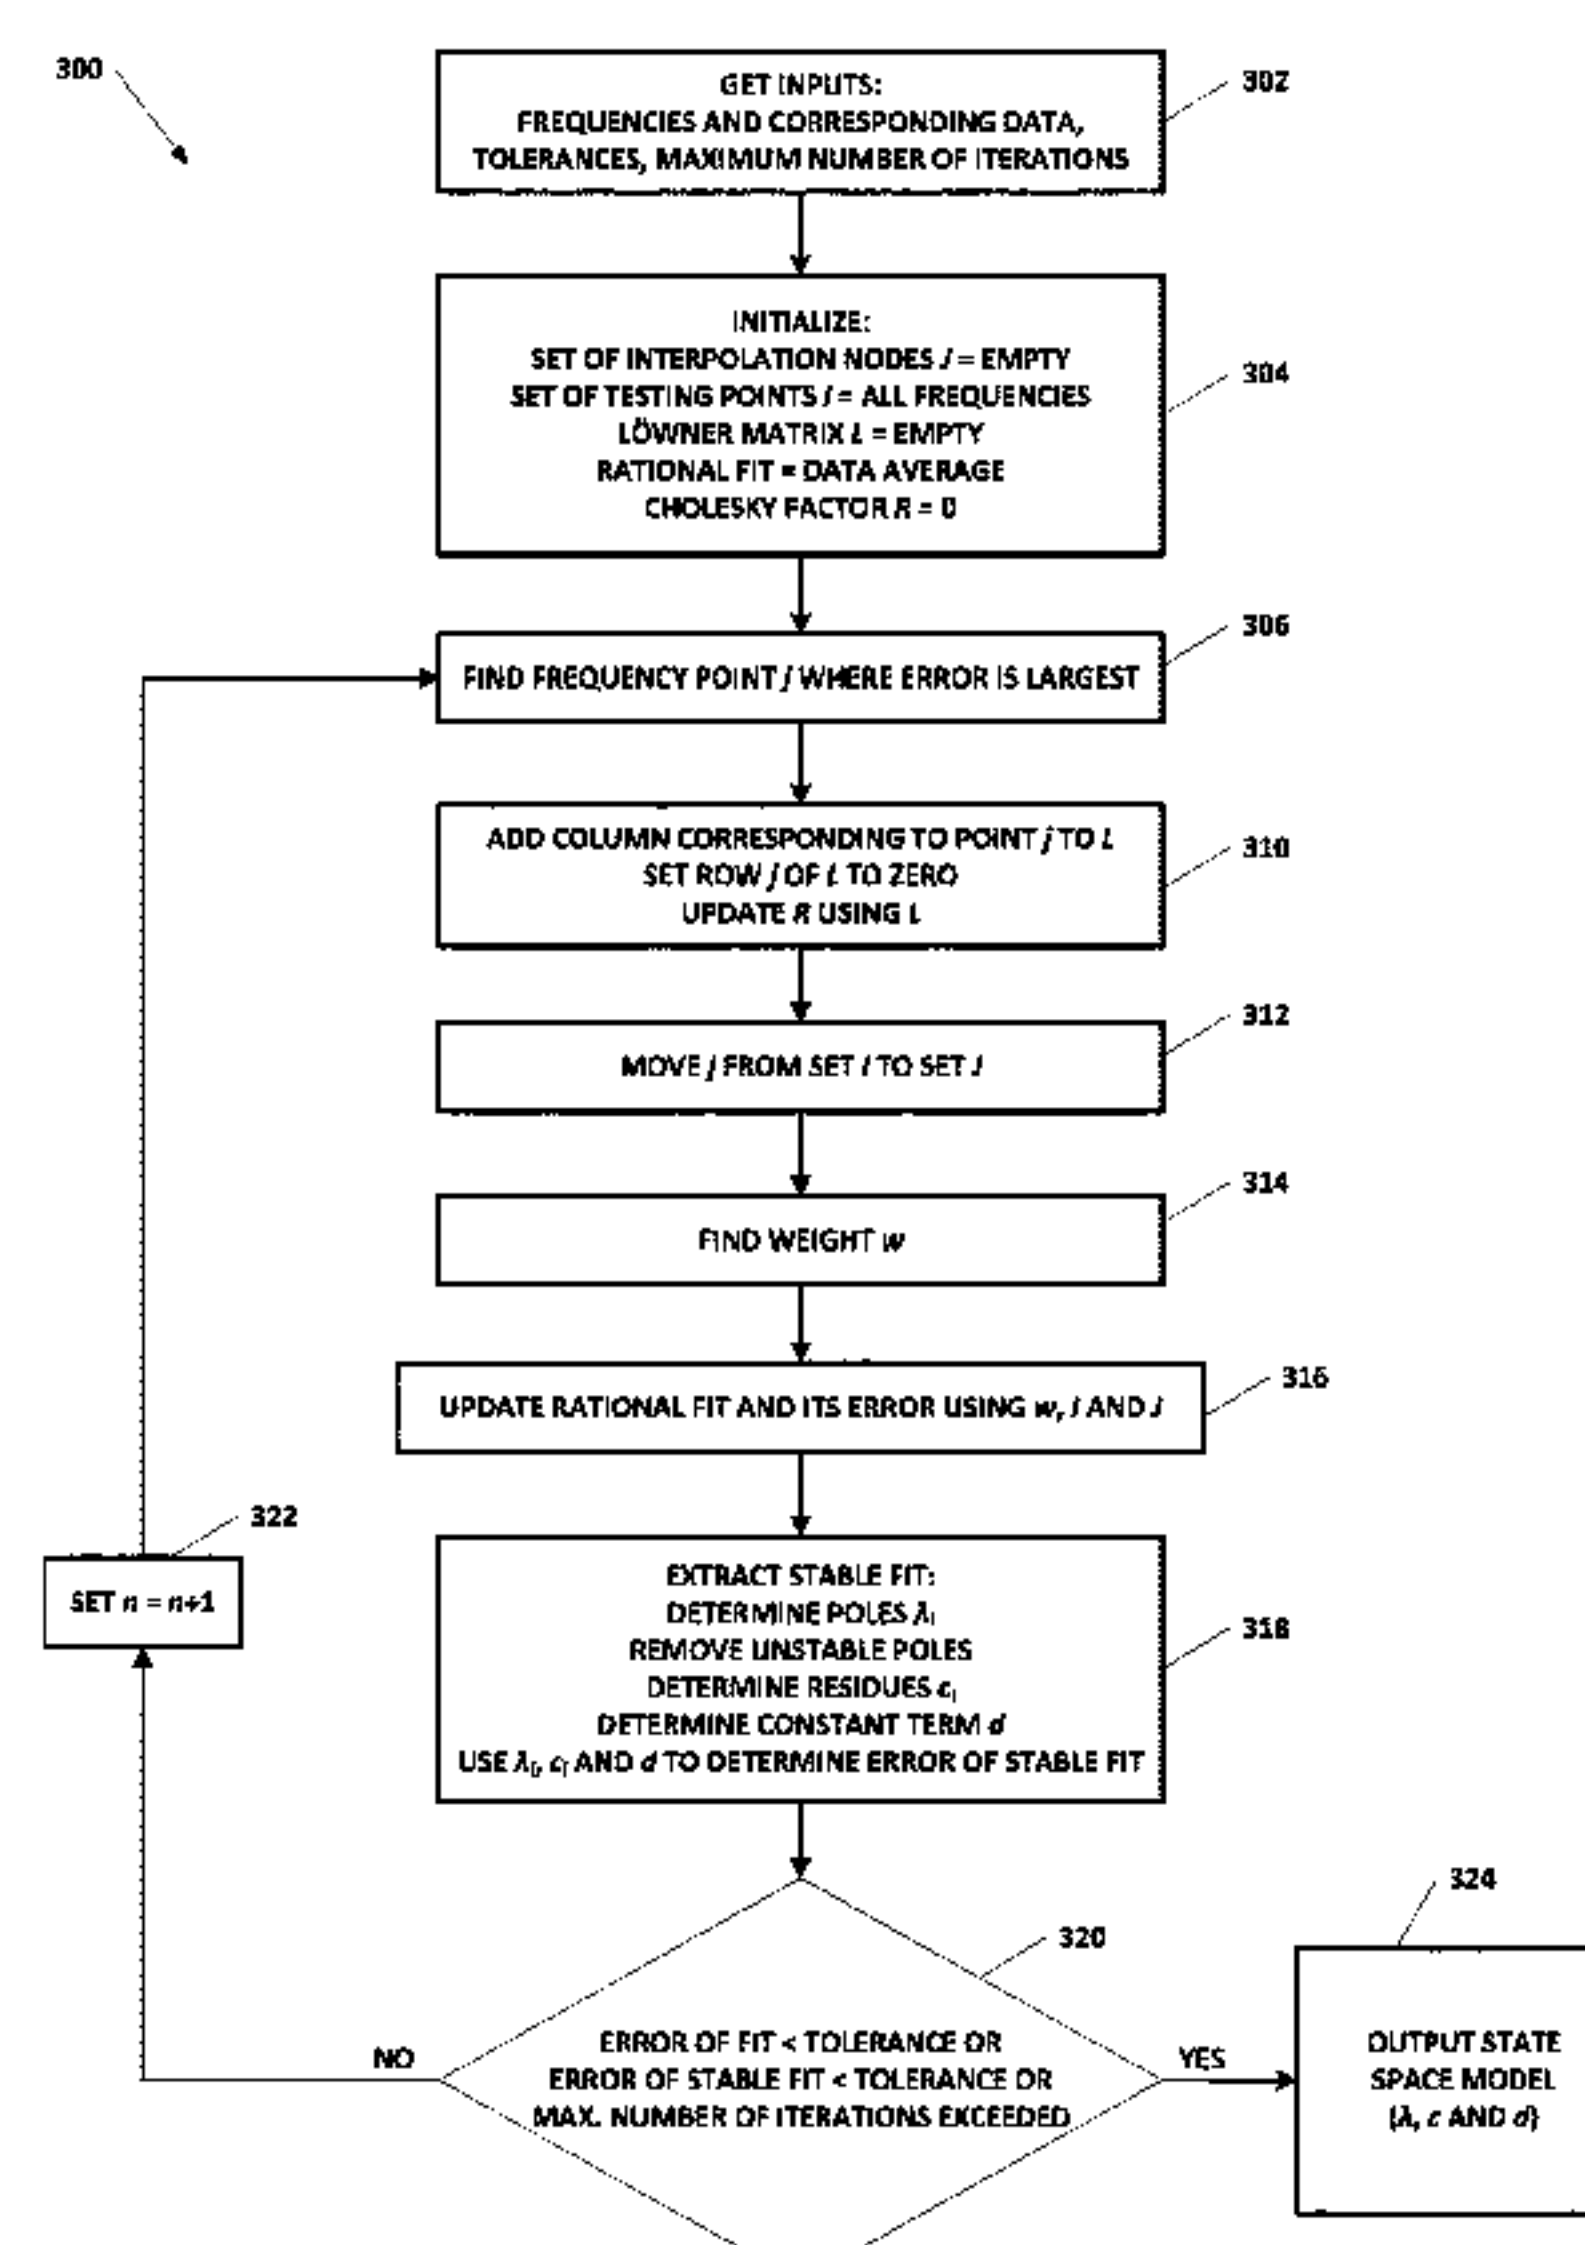 300
GET INPUTS:
FREQUENCIES AND CORRESPONDING DATA,
TOLERANCES, MAXIMUM NUMBER OF ITERATIONS
302
INITIALIZE:
SET OF INTERPOLATION NODES J = EMPTY
SET OF TESTING POINTS I = ALL FREQUENCIES
LÖWNER MATRIX L = EMPTY
RATIONAL FIT = DATA AVERAGE
CHOLESKY FACTOR R = 0
304
FIND FREQUENCY POINT j WHERE ERROR IS LARGEST
306
ADD COLUMN CORRESPONDING TO POINT j TO L
SET ROW j OF L TO ZERO
UPDATE R USING L
310
MOVE j FROM SET I TO SET J
312
FIND WEIGHT w
314
UPDATE RATIONAL FIT AND ITS ERROR USING w, I AND J
316
EXTRACT STABLE FIT:
DETERMINE POLES λi
REMOVE UNSTABLE POLES
DETERMINE RESIDUES ci
DETERMINE CONSTANT TERM d
USE λi, ci AND d TO DETERMINE ERROR OF STABLE FIT
318
322
SET n = n+1
320
ERROR OF FIT < TOLERANCE OR
ERROR OF STABLE FIT < TOLERANCE OR
MAX. NUMBER OF ITERATIONS EXCEEDED
NO
YES
324
OUTPUT STATE
SPACE MODEL
(λ, c AND d)